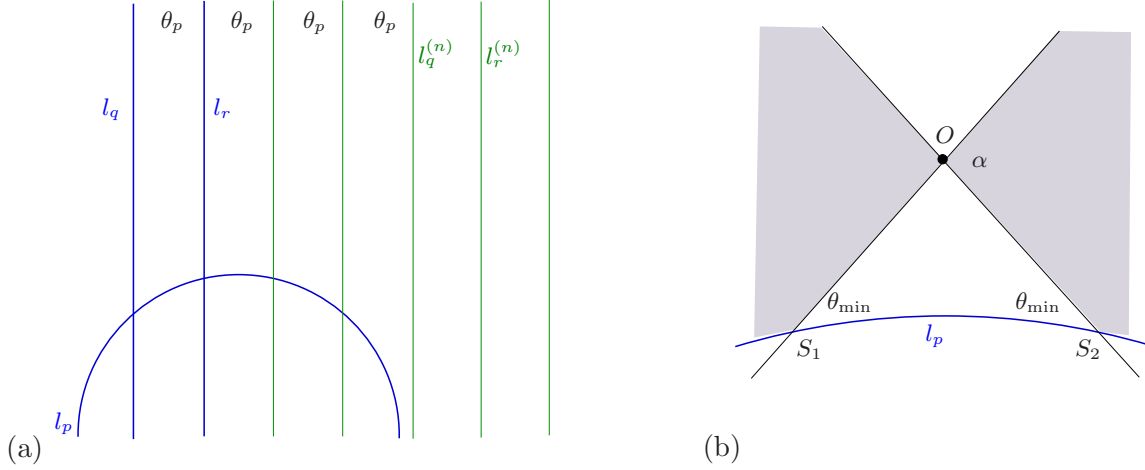 θ_p θ_p θ_p θ_p
l_q^{(n)} l_r^{(n)}
l_q l_r
l_p
(a)
O
α
θ_min θ_min
l_p
S_1 S_2
(b)